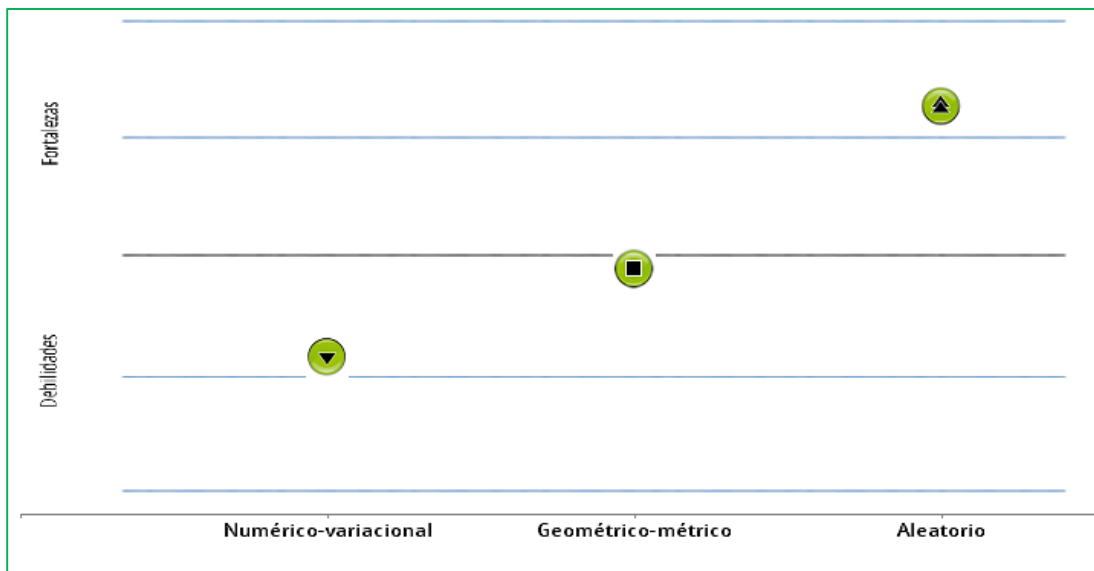 Fortalezas
Debilidades
Numérico-variacional
Geométrico-métrico
Aleatorio